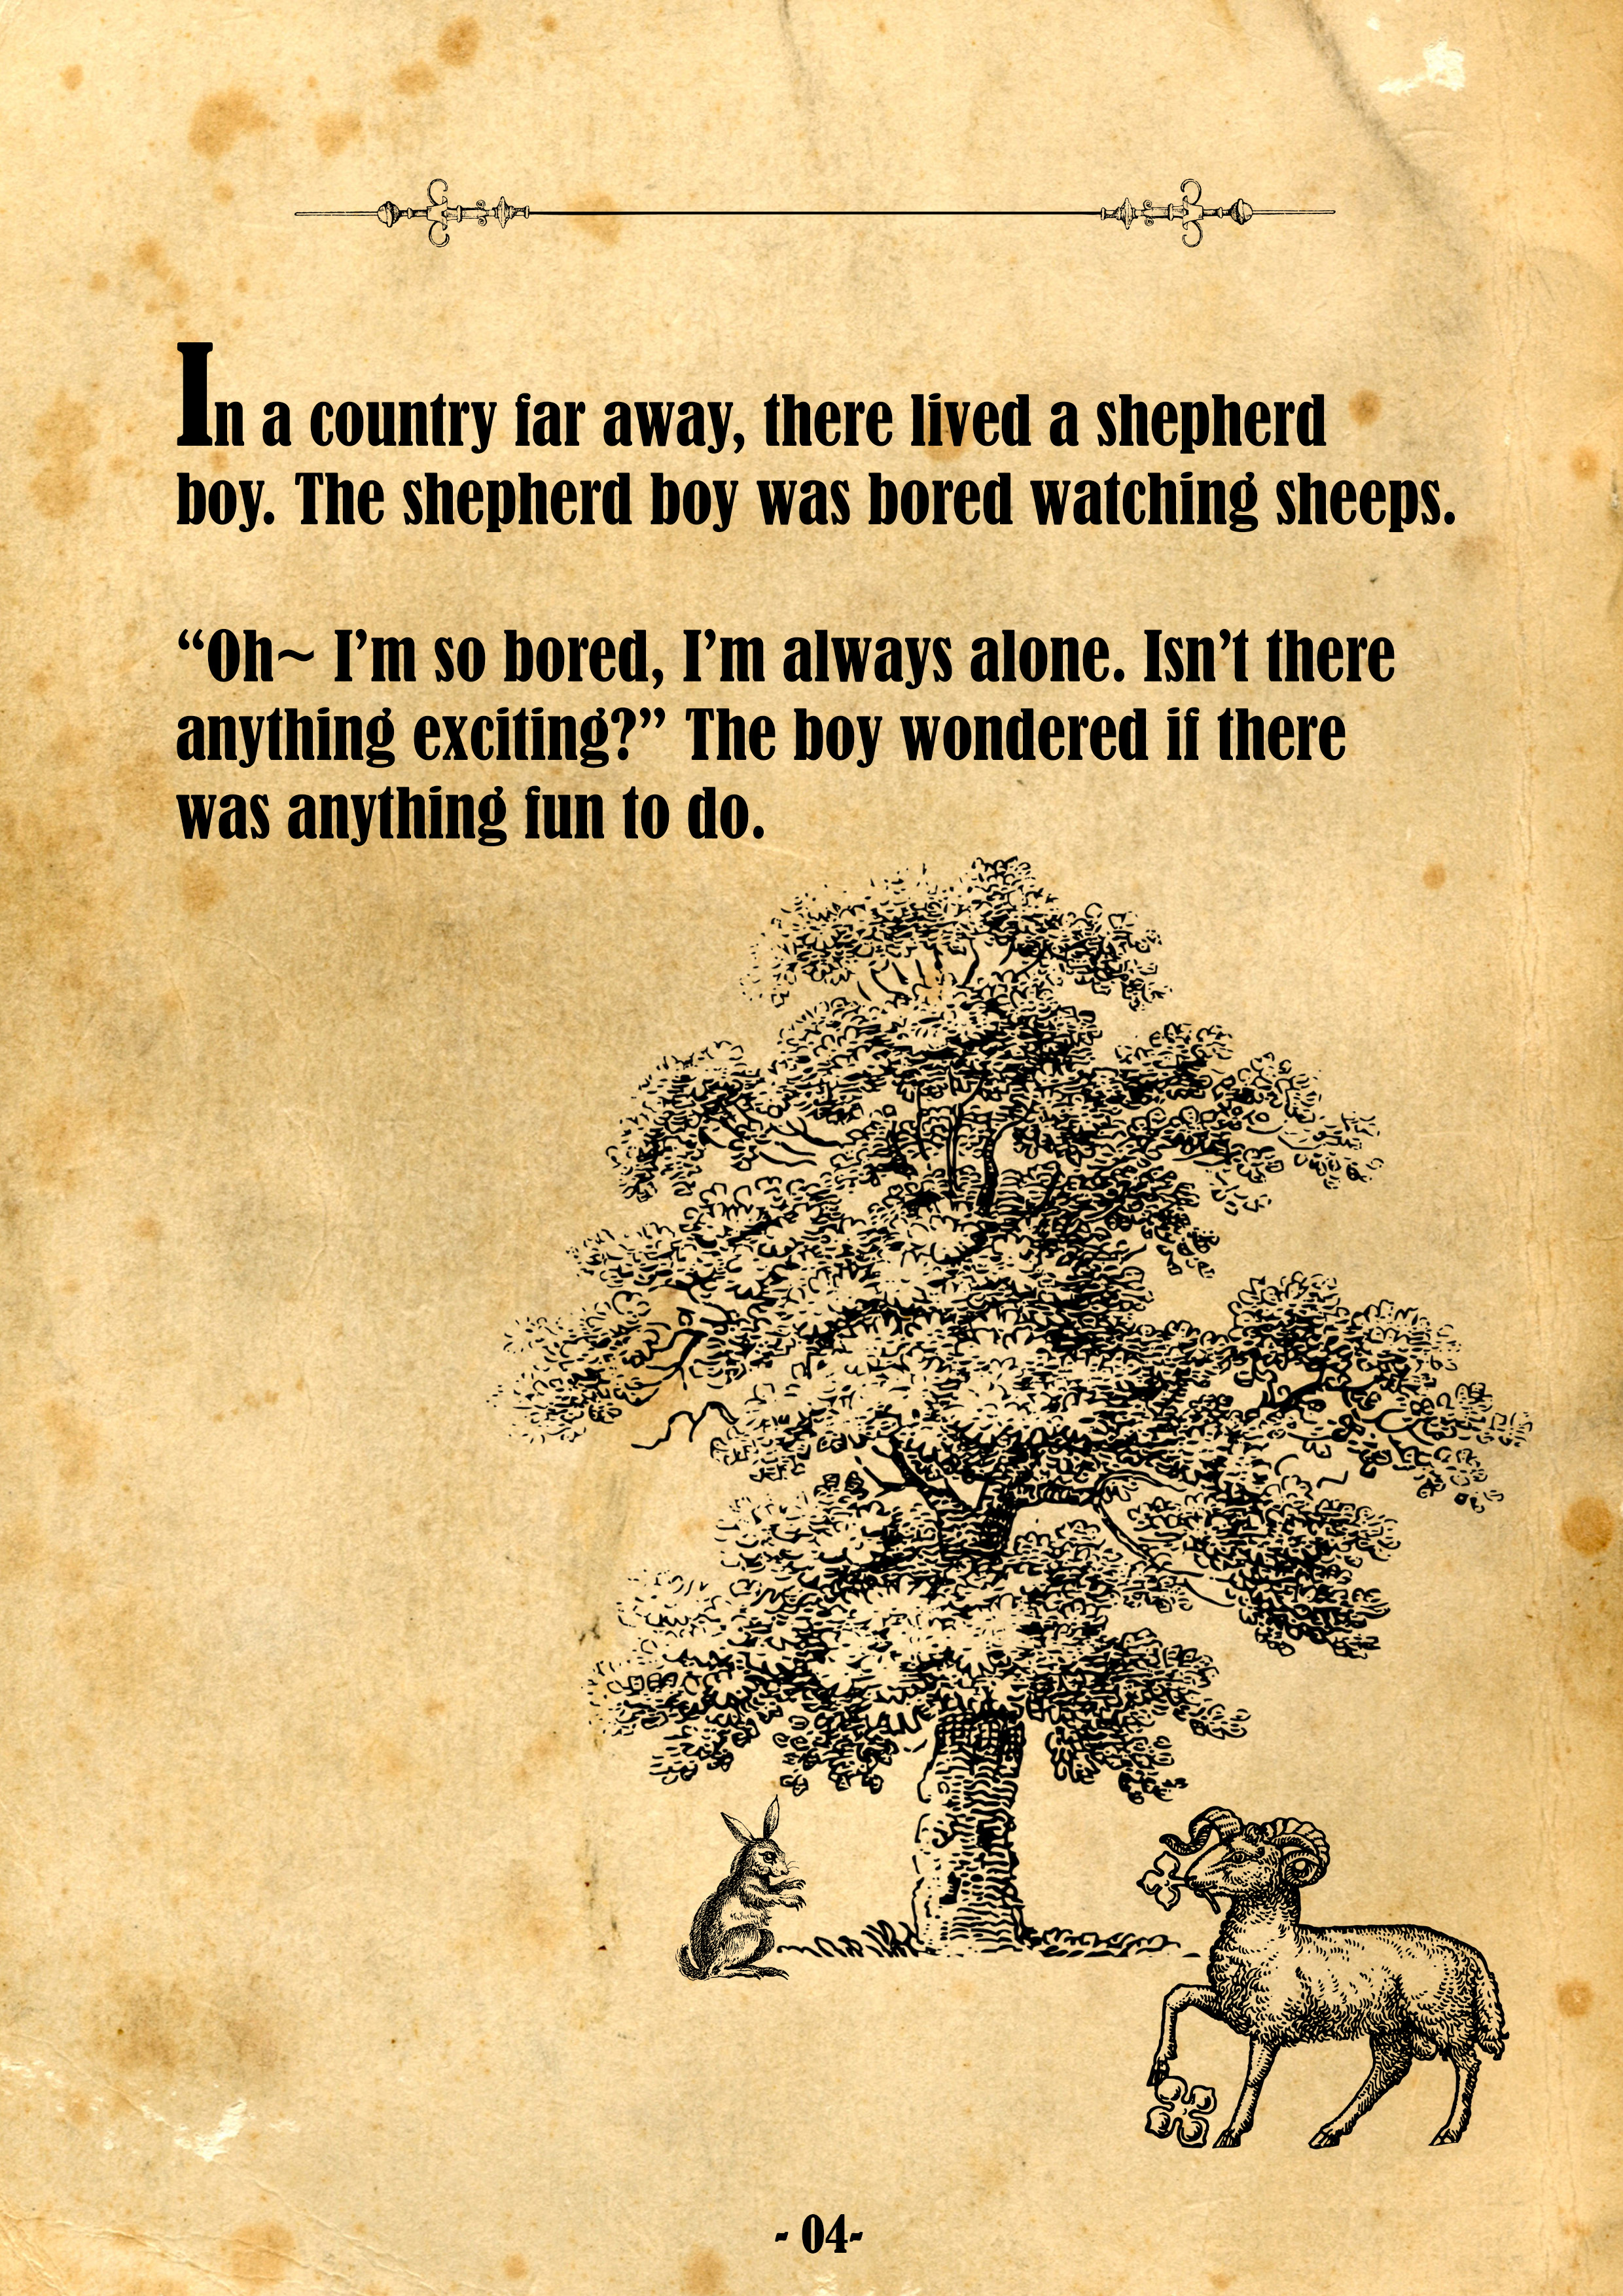 In a country far away, there lived a shepherd
boy. The shepherd boy was bored watching sheeps.
“Oh~ I’m so bored, I’m always alone. Isn’t there
anything exciting?” The boy wondered if there
was anything fun to do.
- 04-